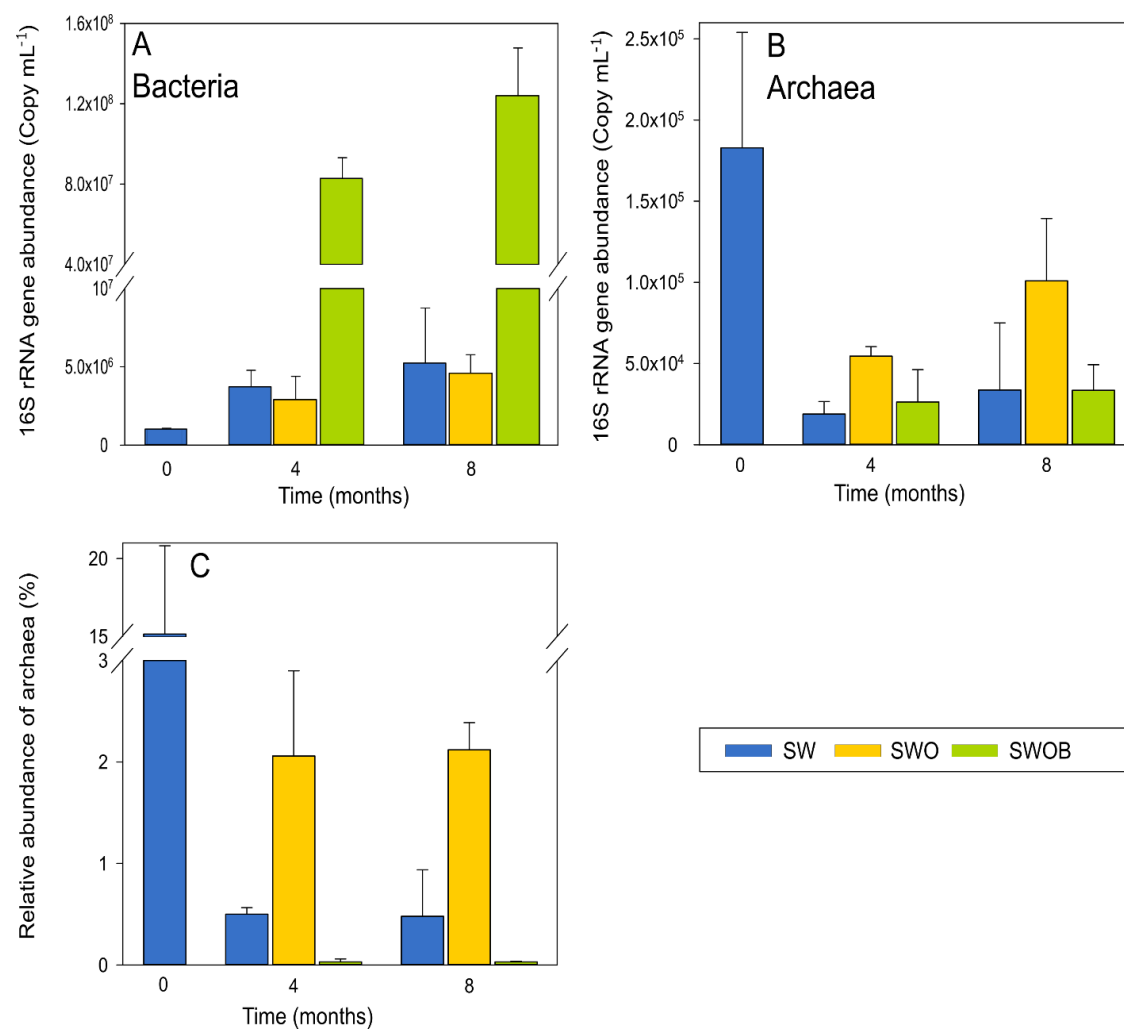 A
Bacteria
16S rRNA gene abundance (Copy mL⁻¹)
1.6x10⁸
1.2x10⁸
8.0x10⁷
4.0x10⁷
10⁷
5.0x10⁶
0
0 4 8
Time (months)
B
Archaea
16S rRNA gene abundance (Copy mL⁻¹)
2.5x10⁵
2.0x10⁵
1.5x10⁵
1.0x10⁵
5.0x10⁴
0
0 4 8
Time (months)
C
Relative abundance of archaea (%)
20
15
3
2
1
0
0 4 8
Time (months)
SW SWO SWOB